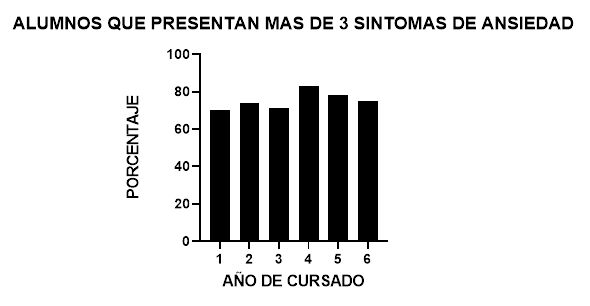 ALUMNOS QUE PRESENTAN MAS DE 3 SINTOMAS DE ANSIEDAD
100
80
60
40
20
0
PORCENTAJE
1 2 3 4 5 6
AÑO DE CURSADO